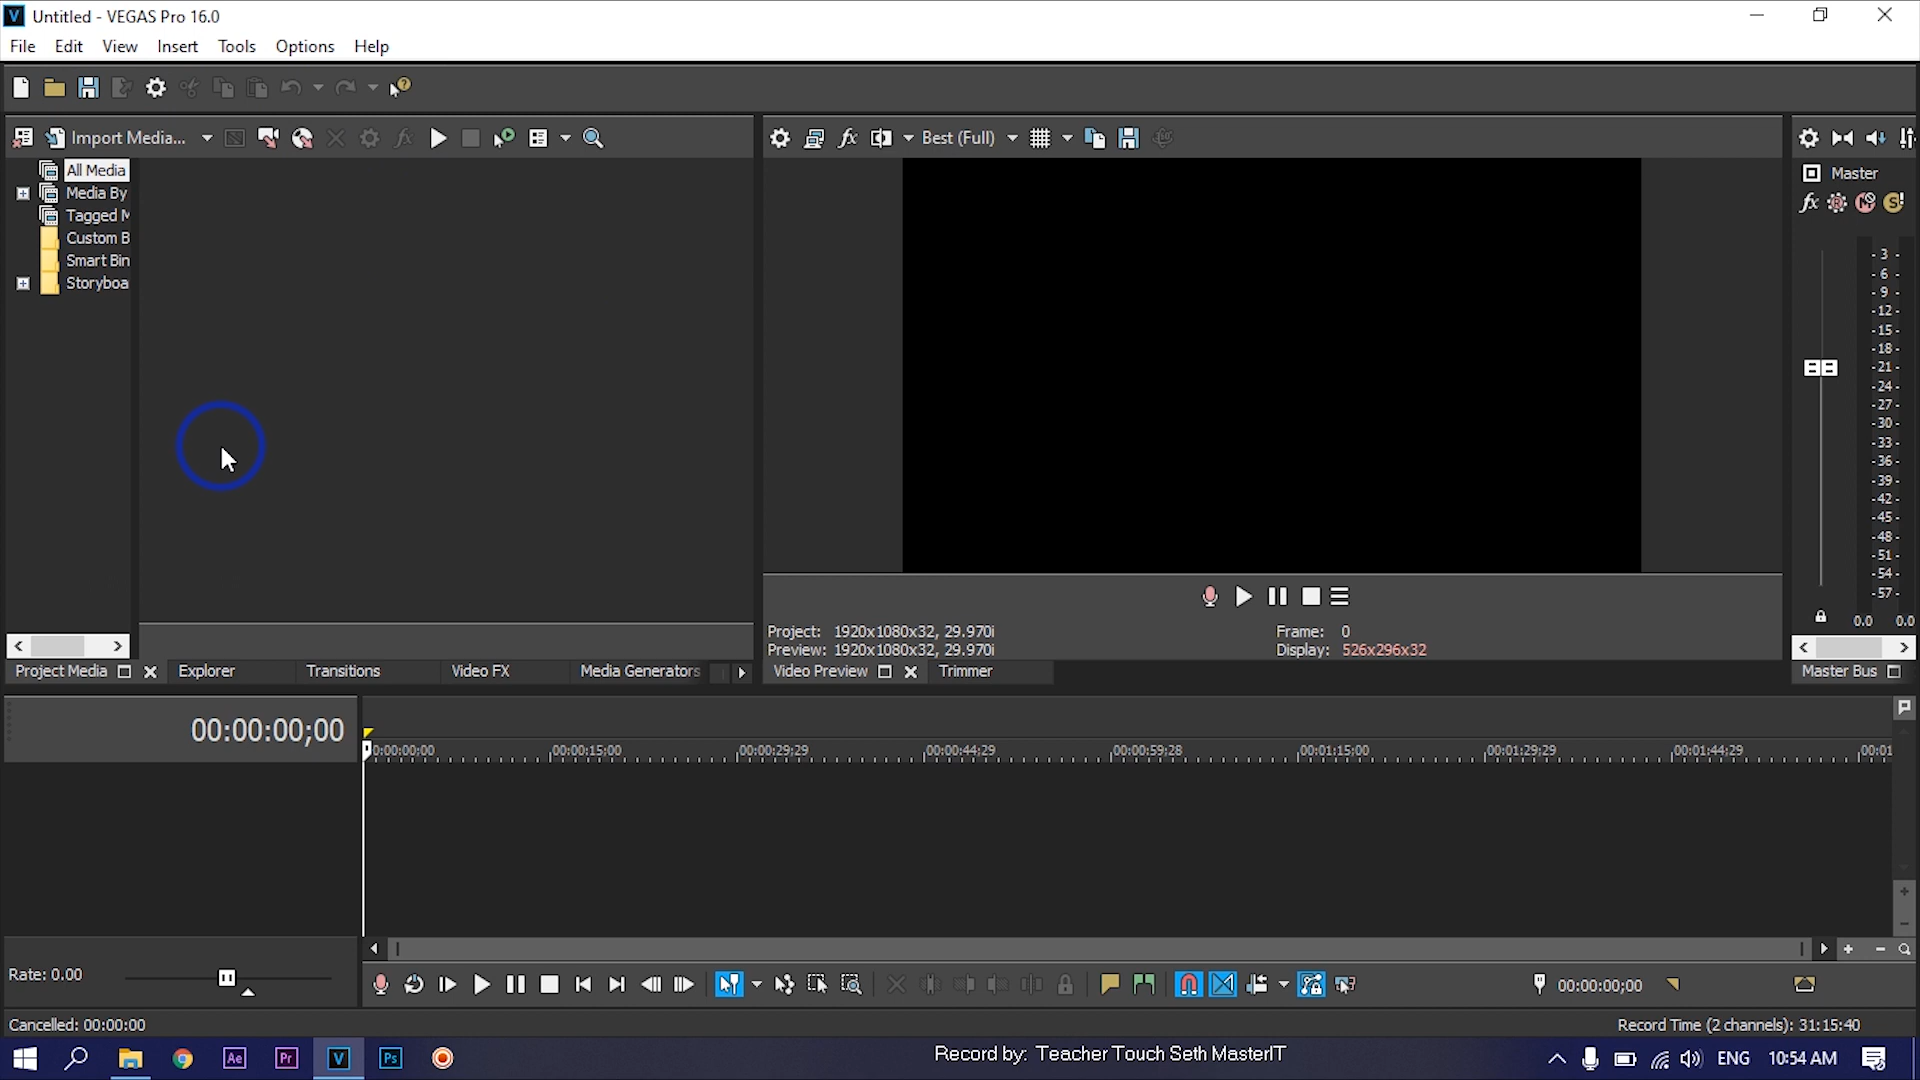 Untitled - VEGAS Pro 16.0
File Edit View Insert Tools Options Help
Import Media...
Best (Full)
All Media
Media By
Tagged M
Custom B
Smart Bin
Storyboa
Master
-3-
-6-
-9-
-12-
-15-
-18-
-21-
-24-
-27-
-30-
-33-
-36-
-39-
-42-
-45-
-48-
-51-
-54-
-57-
0.0 0.0
Project: 1920x1080x32, 29.970i
Preview: 1920x1080x32, 29.970i
Frame: 0
Display: 526x296x32
Project Media Explorer Transitions Video FX Media Generators
Video Preview Trimmer
Master Bus
00:00:00;00
0:00:00;00 00:00:15;00 00:00:29;29 00:00:44;29 00:00:59;28 00:01:15;00 00:01:29;29 00:01:44;29 00:01
Rate: 0.00
00:00:00;00
Cancelled: 00:00:00
Record Time (2 channels): 31:15:40
Ae Pr V Ps
Record by: Teacher Touch Seth MasterIT
ENG 10:54 AM